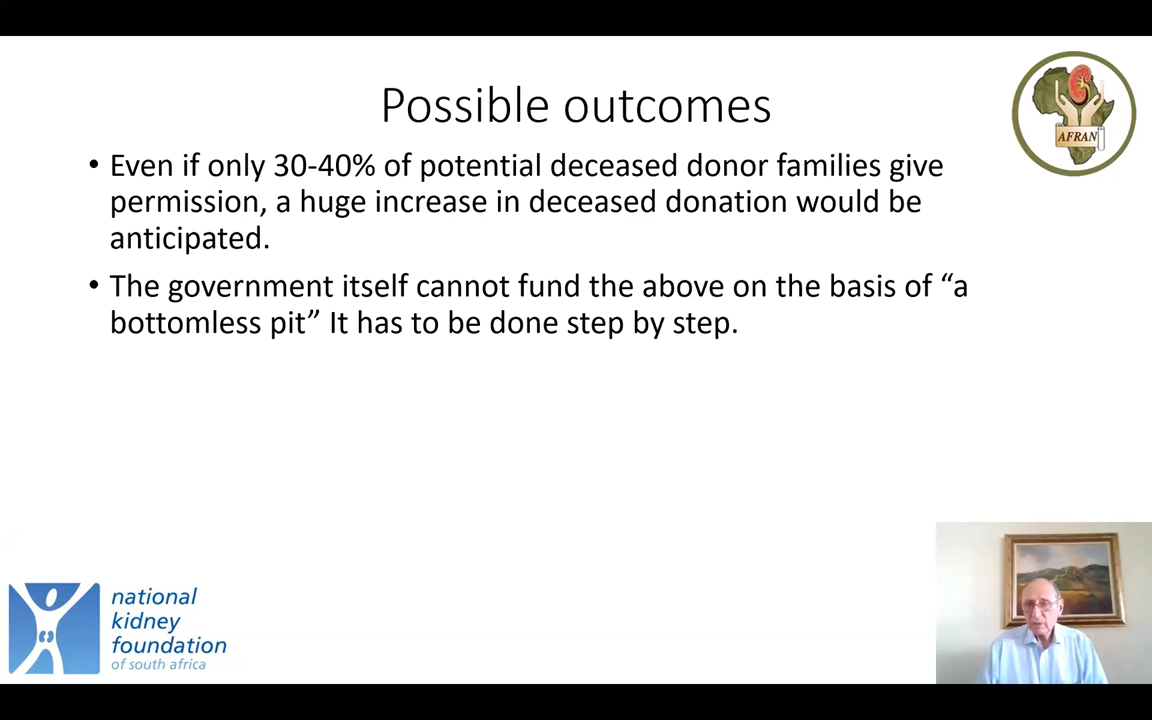 Possible outcomes
AFRAN
• Even if only 30-40% of potential deceased donor families give
permission, a huge increase in deceased donation would be
anticipated.
• The government itself cannot fund the above on the basis of “a
bottomless pit” It has to be done step by step.
national
kidney
foundation
of south africa